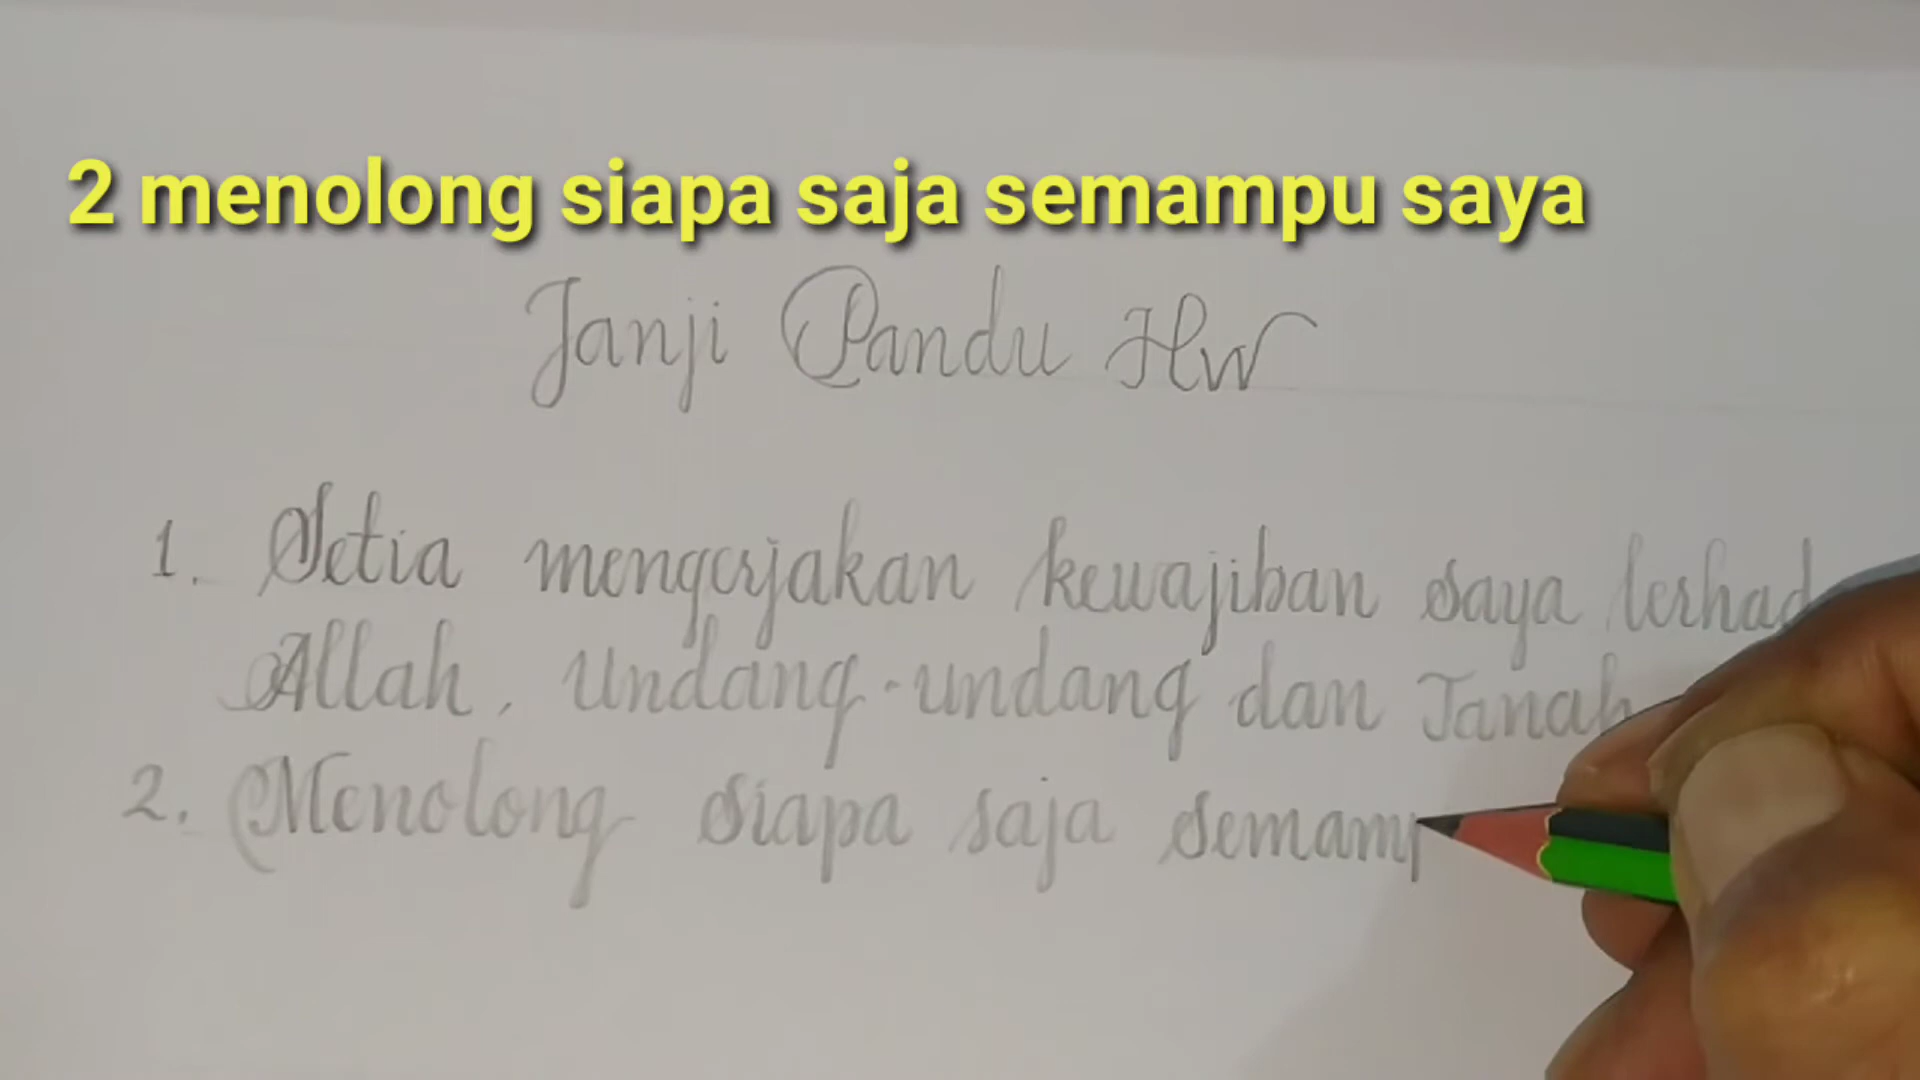 2 menolong siapa saja semampu saya
Janji Pandu HW
1. Setia mengerjakan kewajiban saya terhad
Allah, Undang-undang dan Tanah
2. Menolong siapa saja semamp